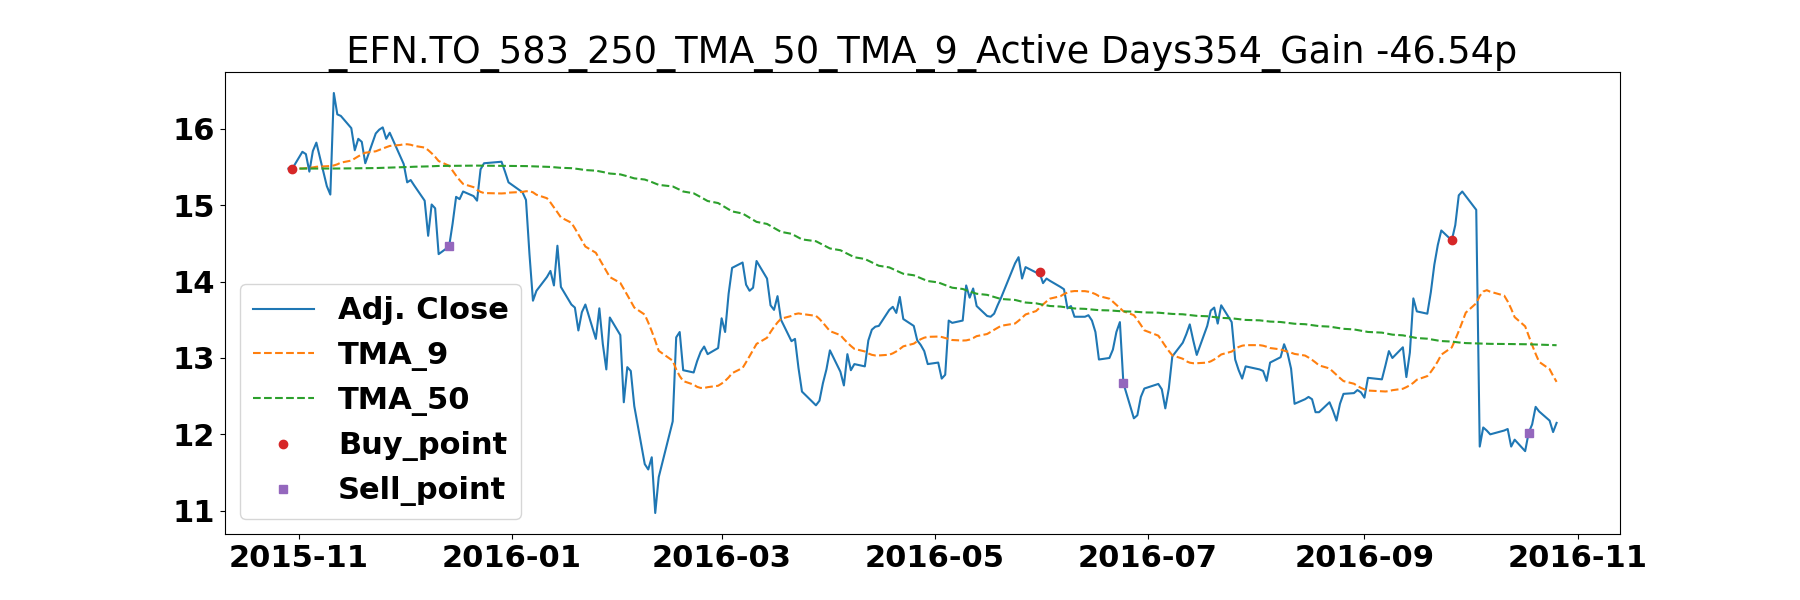 _EFN.TO_583_250_TMA_50_TMA_9_Active Days354_Gain -46.54p
16
15
14
13
12
11
Adj. Close
TMA_9
TMA_50
Buy_point
Sell_point
2015-11 2016-01 2016-03 2016-05 2016-07 2016-09 2016-11